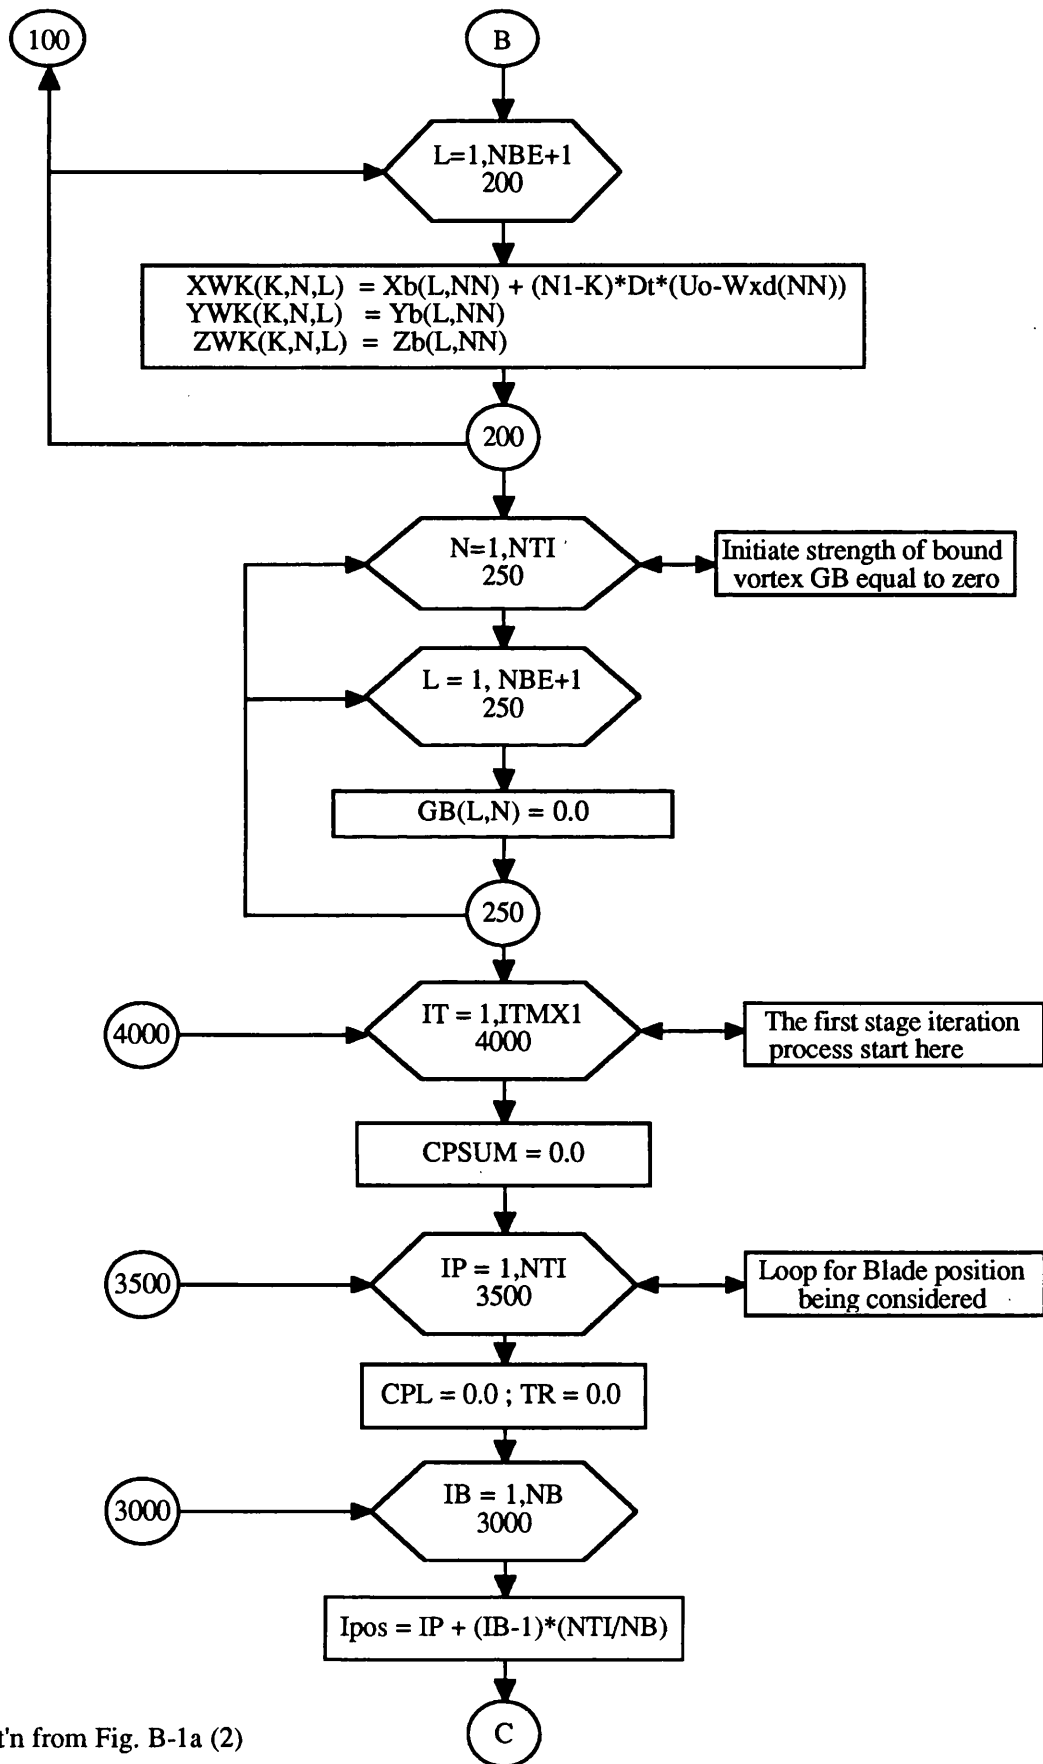 100
B
L=1,NBE+1
200
XWK(K,N,L) = Xb(L,NN) + (N1-K)*Dt*(Uo-Wxd(NN))
YWK(K,N,L) = Yb(L,NN)
ZWK(K,N,L) = Zb(L,NN)
200
N=1,NTI
250
Initiate strength of bound
vortex GB equal to zero
L = 1, NBE+1
250
GB(L,N) = 0.0
250
4000
IT = 1,ITMX1
4000
The first stage iteration
process start here
CPSUM = 0.0
3500
IP = 1,NTI
3500
Loop for Blade position
being considered
CPL = 0.0 ; TR = 0.0
3000
IB = 1,NB
3000
Ipos = IP + (IB-1)*(NTI/NB)
C
t'n from Fig. B-1a (2)